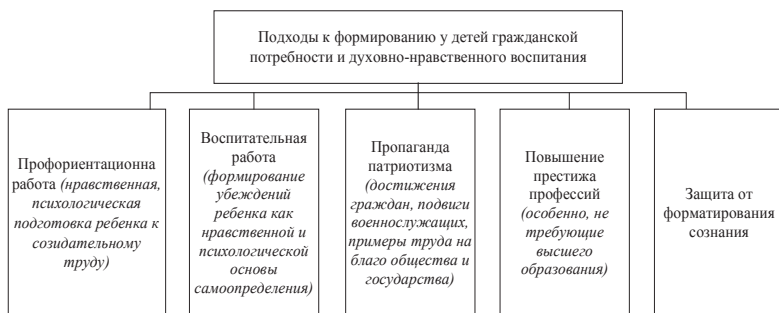 Подходы к формированию у детей гражданской
потребности и духовно-нравственного воспитания
Профориентационна
работа (нравственная,
психологическая
подготовка ребенка к
созидательному
труду)
Воспитательная
работа
(формирование
убеждений
ребенка как
нравственной и
психологической
основы
самоопределения)
Пропаганда
патриотизма
(достижения
граждан, подвиги
военнослужащих,
примеры труда на
благо общества и
государства)
Повышение
престижа
профессий
(особенно, не
требующие
высшего
образования)
Защита от
форматирования
сознания